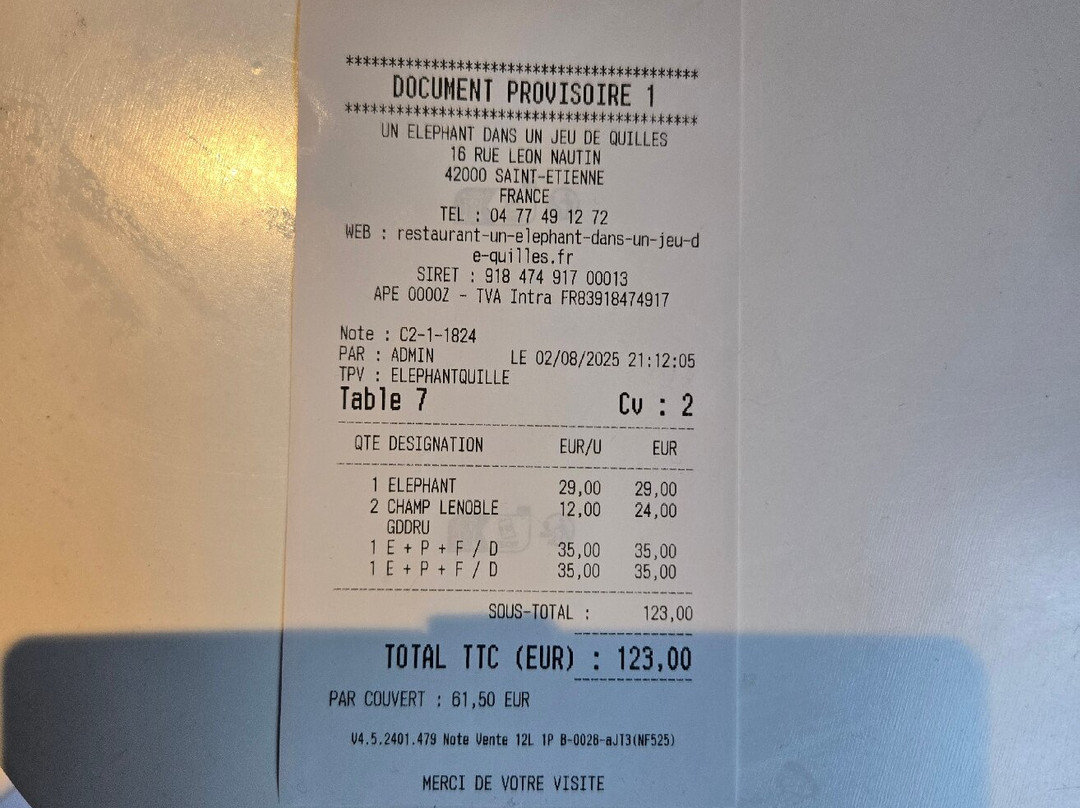 ****************************************
DOCUMENT PROVISOIRE 1
****************************************
UN ELEPHANT DANS UN JEU DE QUILLES
16 RUE LEON NAUTIN
42000 SAINT-ETIENNE
FRANCE
TEL : 04 77 49 12 72
WEB : restaurant-un-elephant-dans-un-jeu-d
e-quilles.fr
SIRET : 918 474 917 00013
APE 0000Z - TVA Intra FR83918474917
Note : C2-1-1824
PAR : ADMIN LE 02/08/2025 21:12:05
TPV : ELEPHANTQUILLE
Table 7 Cv : 2
QTE DESIGNATION EUR/U EUR
1 ELEPHANT 29,00 29,00
2 CHAMP LENOBLE 12,00 24,00
GDDRU
1 E + P + F / D 35,00 35,00
1 E + P + F / D 35,00 35,00
SOUS-TOTAL : 123,00
TOTAL TTC (EUR) : 123,00
PAR COUVERT : 61,50 EUR
V4.5.2401.479 Note Vente 12L 1P B-0028-aJT3(NF525)
MERCI DE VOTRE VISITE